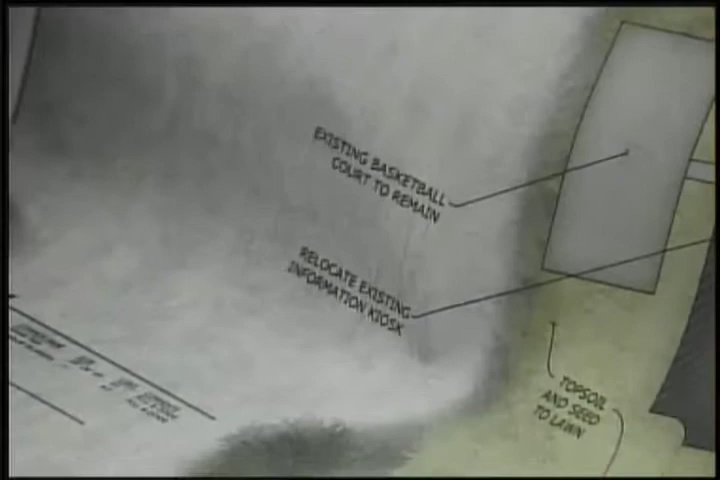 EXISTING BASKETBALL
COURT TO REMAIN
RELOCATE EXISTING
INFORMATION KIOSK
TOPSOIL
AND SEED
TO LAWN